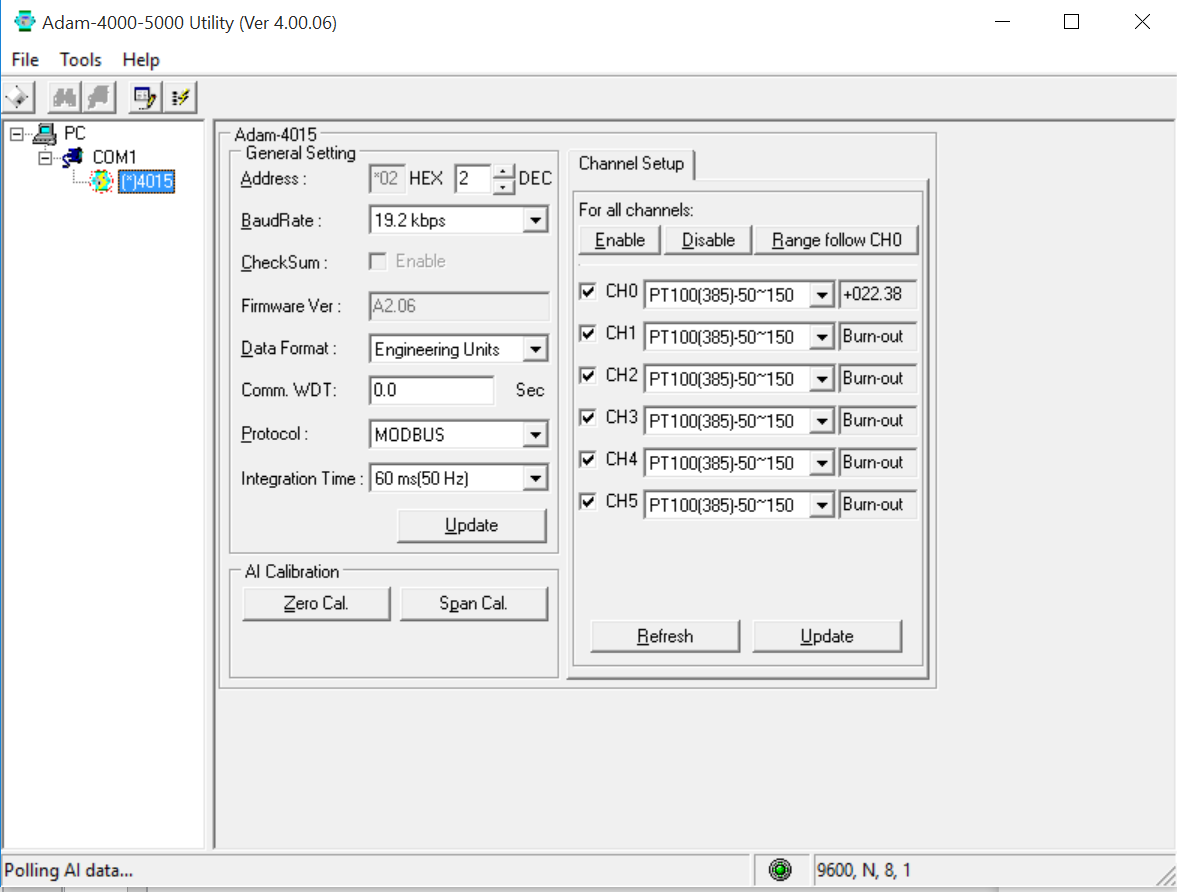 Adam-4000-5000 Utility (Ver 4.00.06)
File Tools Help
PC
COM1
(*)4015
Adam-4015
General Setting
Address : *02 HEX 2 DEC
BaudRate : 19.2 kbps
CheckSum : Enable
Firmware Ver : A2.06
Data Format : Engineering Units
Comm. WDT: 0.0 Sec
Protocol : MODBUS
Integration Time : 60 ms(50 Hz)
Update
AI Calibration
Zero Cal. Span Cal.
Channel Setup
For all channels:
Enable Disable Range follow CH0
CH0 PT100(385)-50~150 +022.38
CH1 PT100(385)-50~150 Burn-out
CH2 PT100(385)-50~150 Burn-out
CH3 PT100(385)-50~150 Burn-out
CH4 PT100(385)-50~150 Burn-out
CH5 PT100(385)-50~150 Burn-out
Refresh Update
Polling AI data... 9600, N, 8, 1